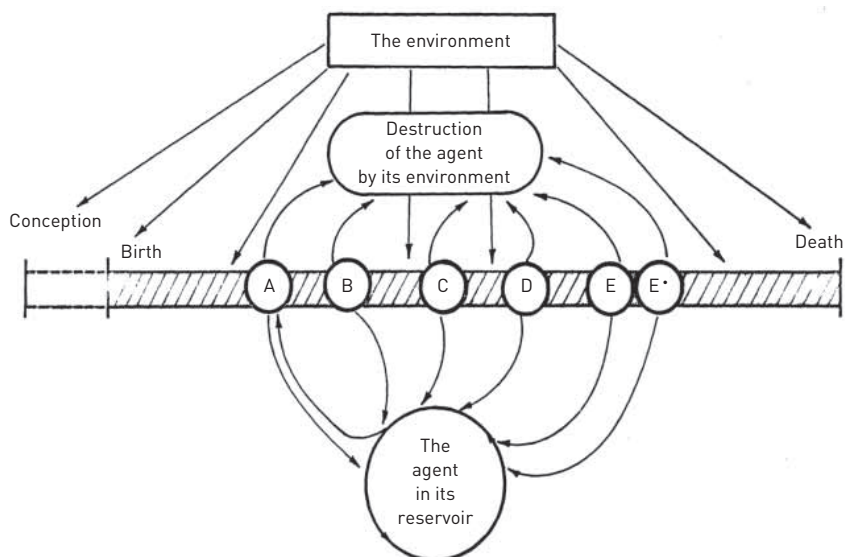 The environment
Destruction
of the agent
by its environment
Conception
Birth
Death
A
B
C
D
E
E•
The
agent
in its
reservoir